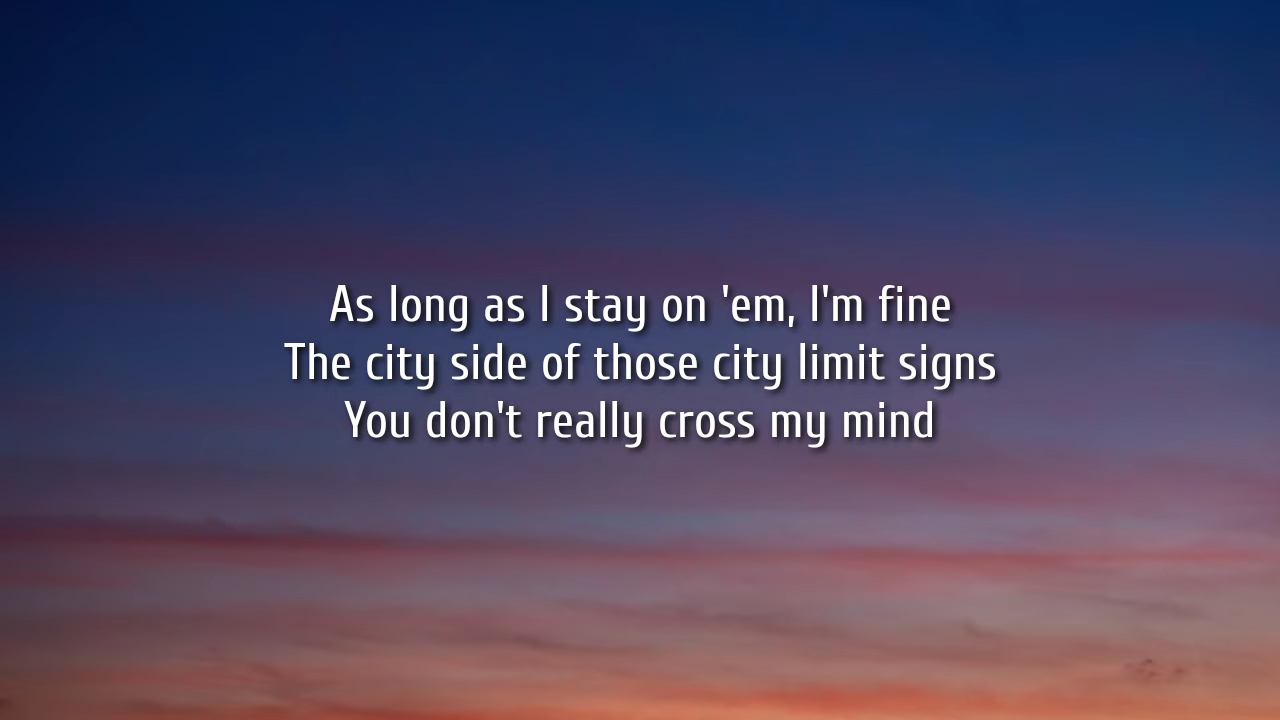 As long as I stay on 'em, I'm fine
The city side of those city limit signs
You don't really cross my mind